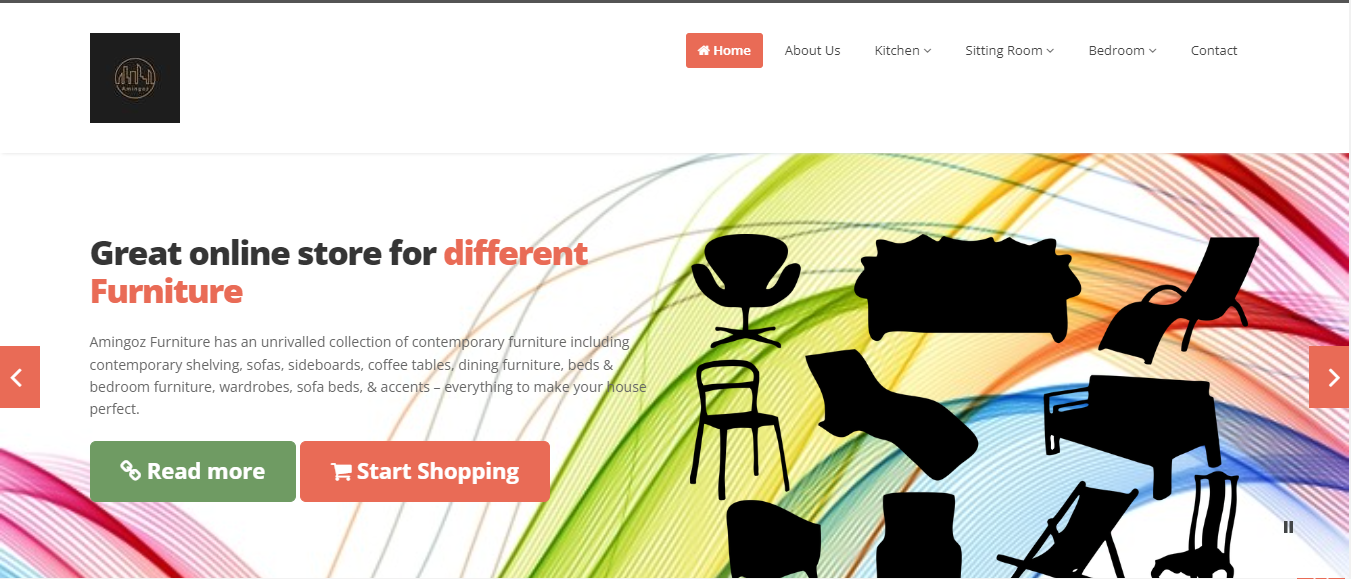 Amingoz
Home
About Us
Kitchen
Sitting Room
Bedroom
Contact
Great online store for different
Furniture
Amingoz Furniture has an unrivalled collection of contemporary furniture including
contemporary shelving, sofas, sideboards, coffee tables, dining furniture, beds &
bedroom furniture, wardrobes, sofa beds, & accents – everything to make your house
perfect.
Read more
Start Shopping